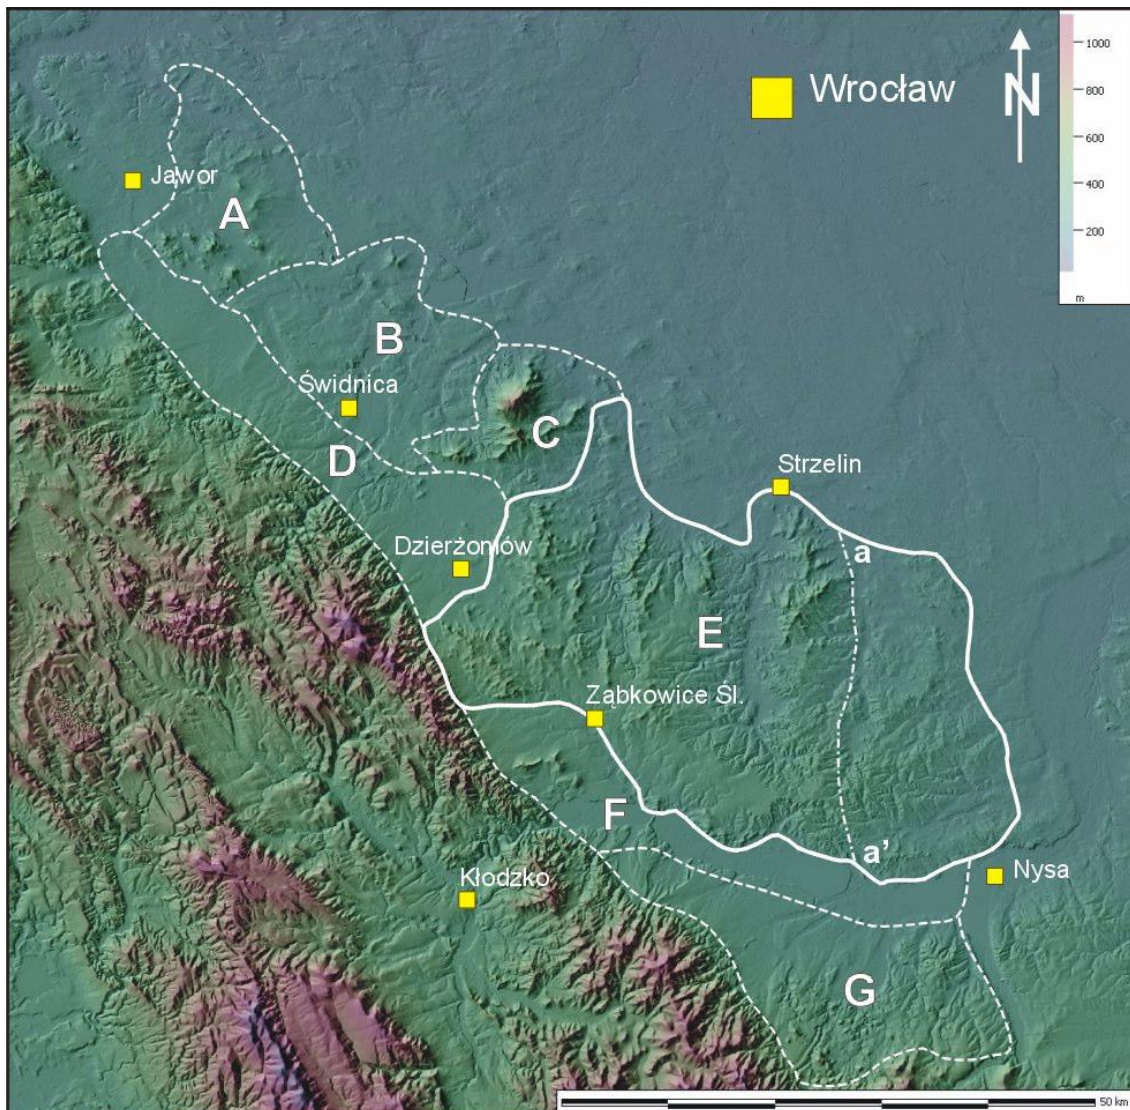 1000
Wrocław
N
800
600
Jawor
400
A
200
m
B
Świdnica
C
D
Strzelin
Dzierżoniów
a
E
Ząbkowice Śl.
F
a'
Nysa
Kłodzko
G
50 km